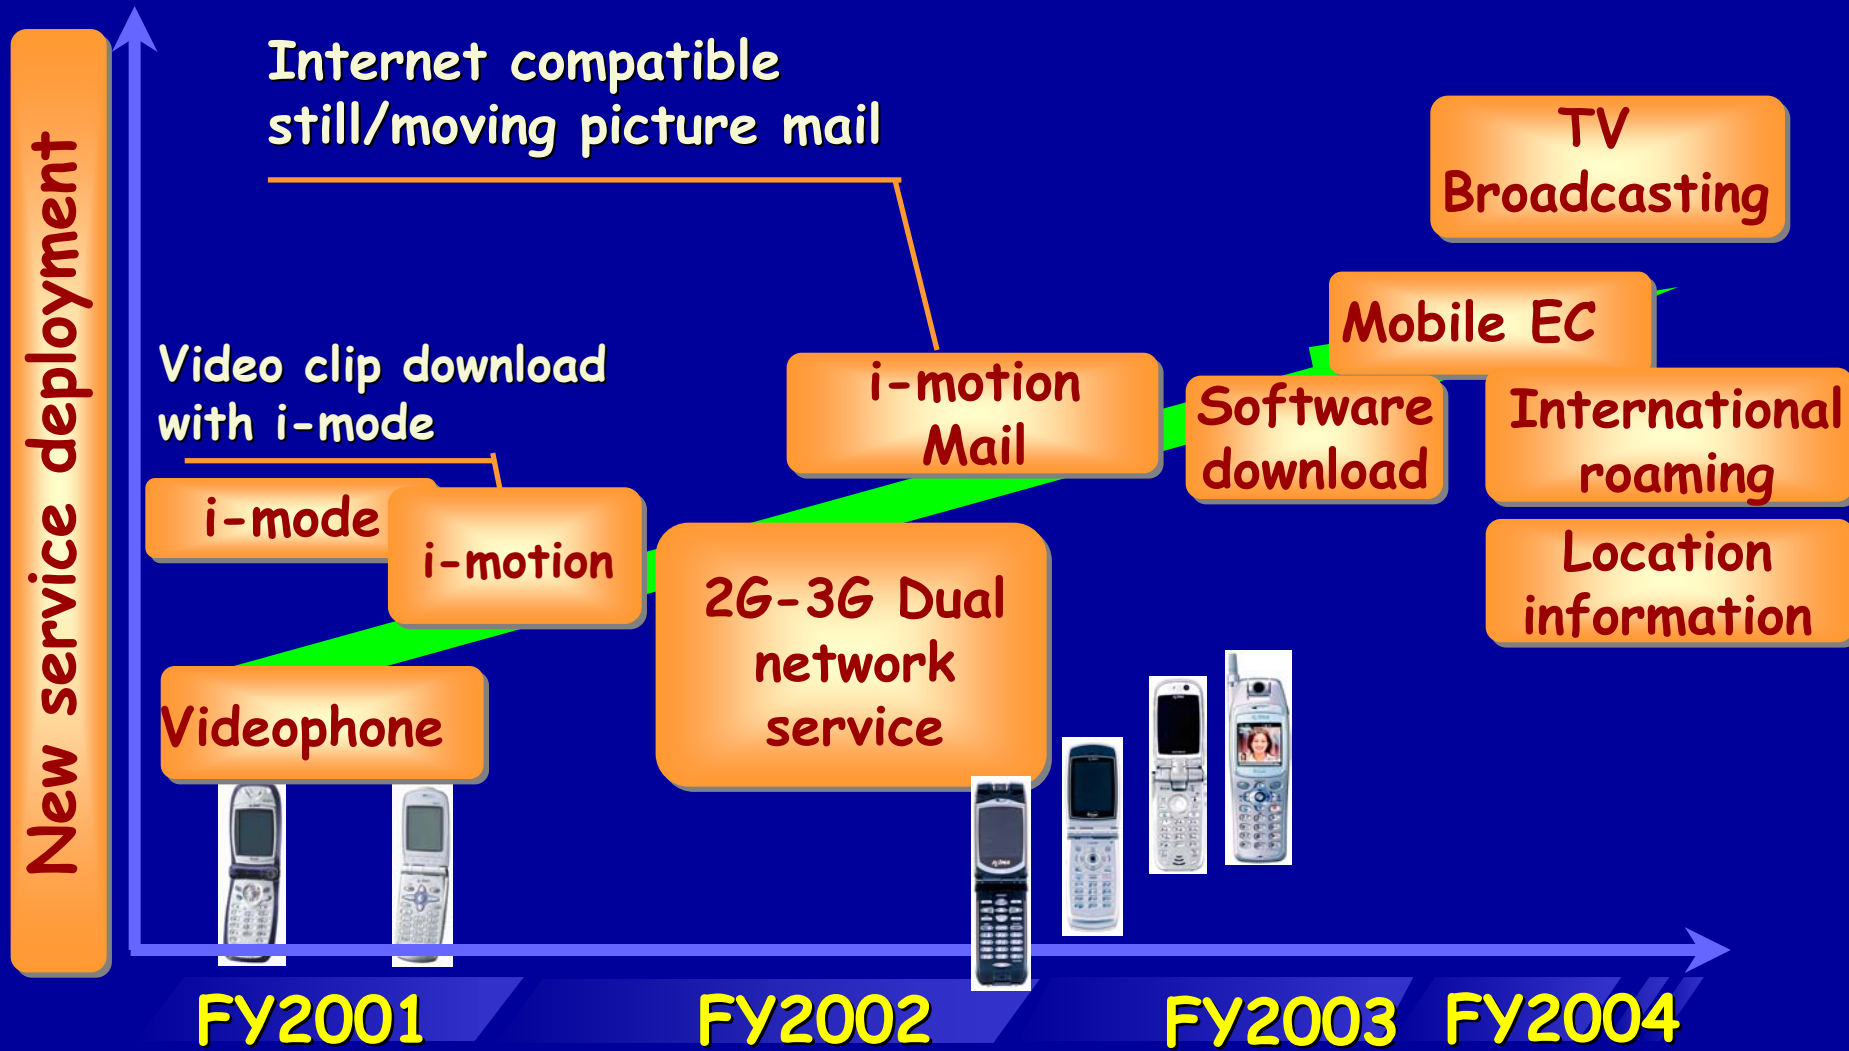 New service deployment
Internet compatible
still/moving picture mail
TV
Broadcasting
Mobile EC
Video clip download
with i-mode
i-motion
Mail
Software
download
International
roaming
i-mode
i-motion
Location
information
2G-3G Dual
network
service
Videophone
FY2001
FY2002
FY2003
FY2004